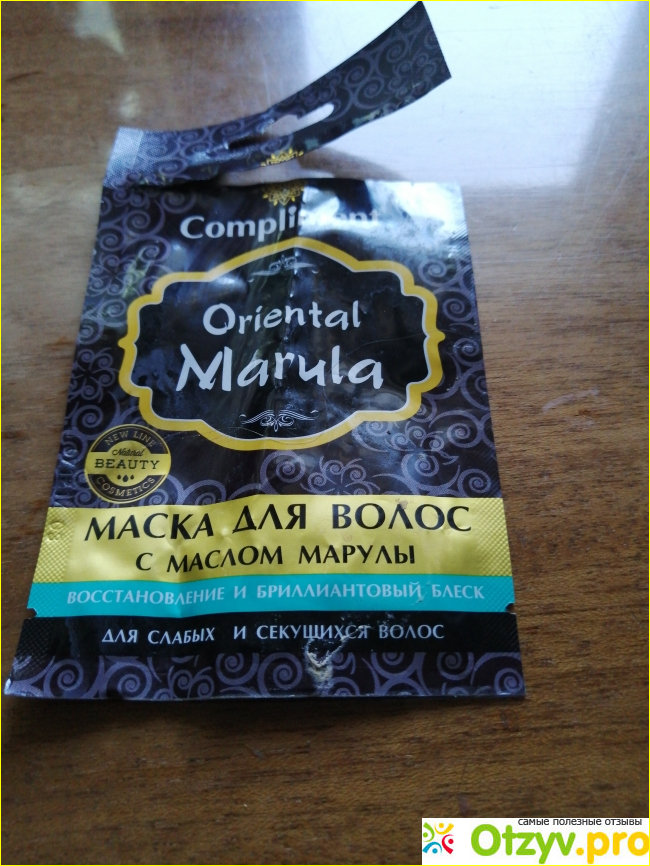 Compliment
Oriental
Marula
NEW LINE
Natural
BEAUTY
COSMETICS
МАСКА ДЛЯ ВОЛОС
С МАСЛОМ МАРУЛЫ
ВОССТАНОВЛЕНИЕ И БРИЛЛИАНТОВЫЙ БЛЕСК
ДЛЯ СЛАБЫХ И СЕКУЩИХСЯ ВОЛОС
самые полезные отзывы
Otzyv.pro